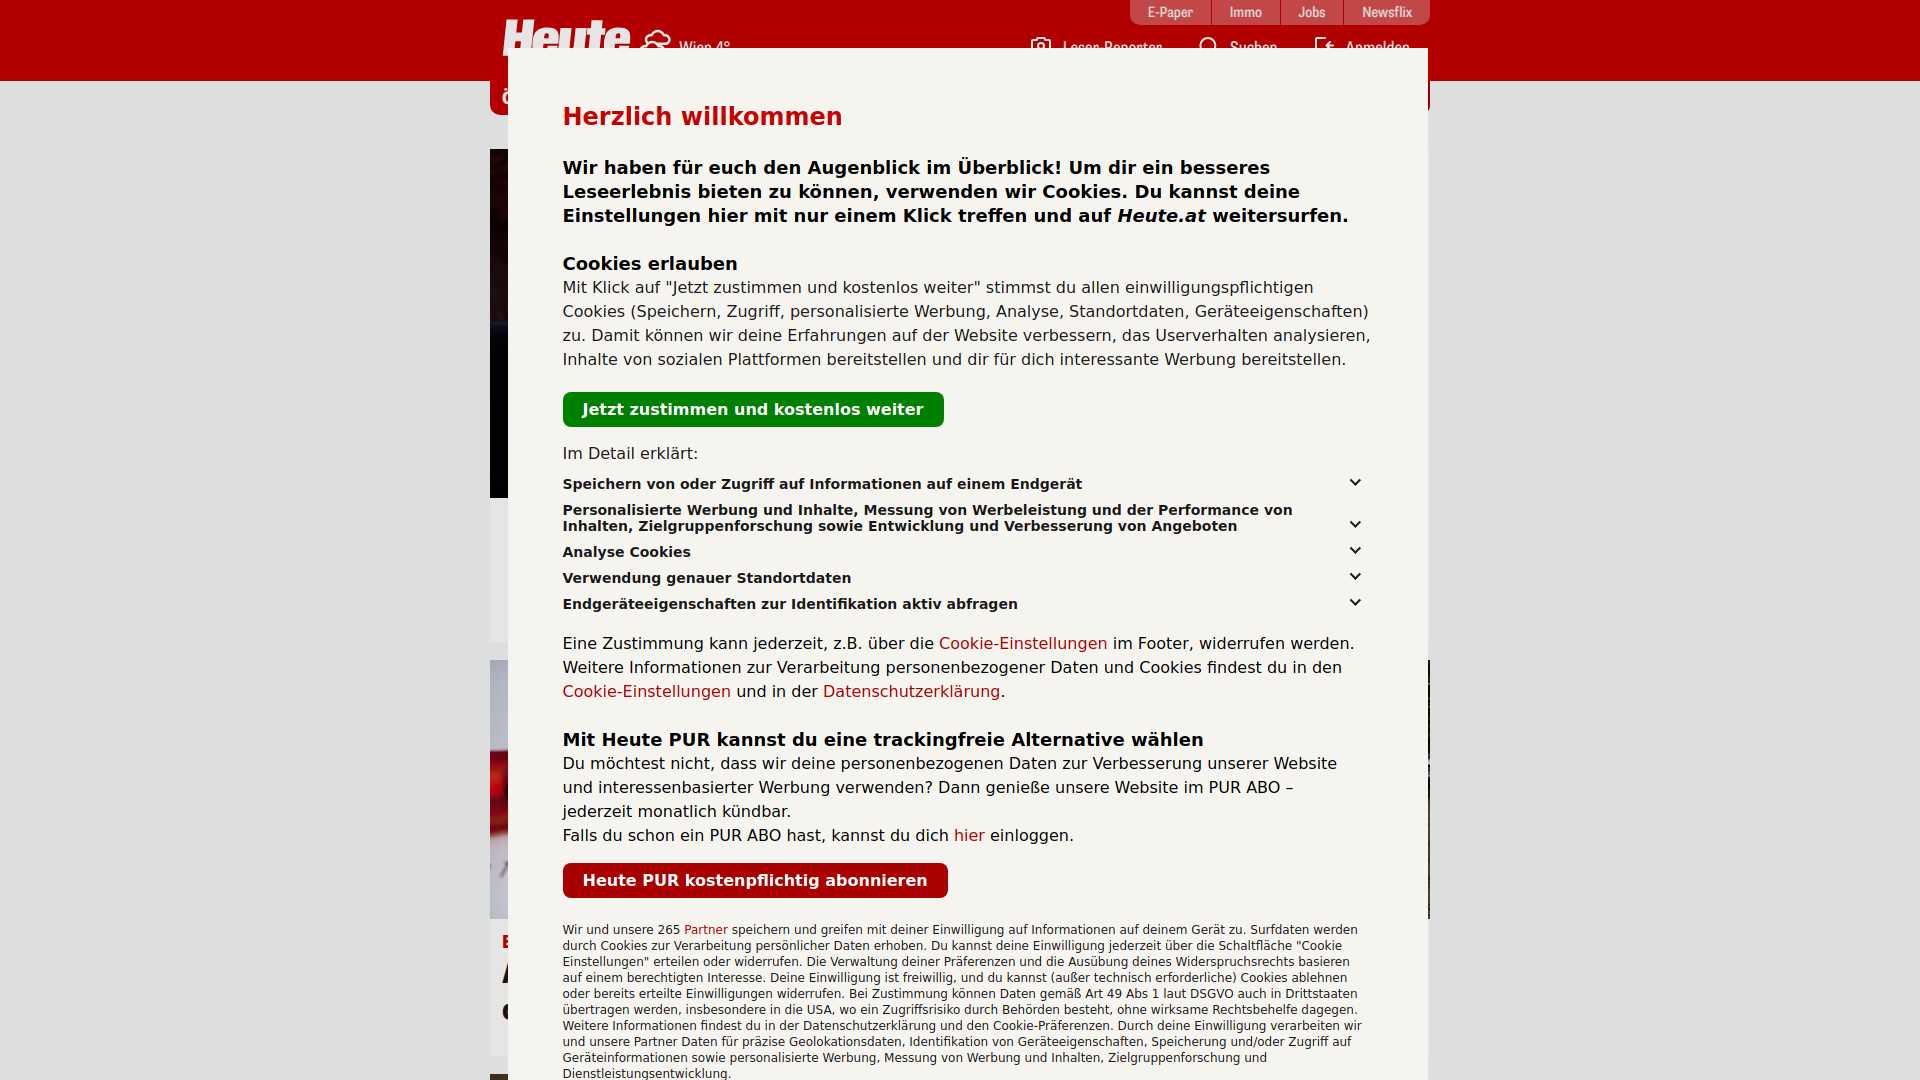 E-Paper
Immo
Jobs
Newsflix
Heute
Wien 4°
Leser-Reporter
Suchen
Anmelden
Herzlich willkommen
Wir haben für euch den Augenblick im Überblick! Um dir ein besseres
Leseerlebnis bieten zu können, verwenden wir Cookies. Du kannst deine
Einstellungen hier mit nur einem Klick treffen und auf Heute.at weitersurfen.
Cookies erlauben
Mit Klick auf "Jetzt zustimmen und kostenlos weiter" stimmst du allen einwilligungspflichtigen
Cookies (Speichern, Zugriff, personalisierte Werbung, Analyse, Standortdaten, Geräteeigenschaften)
zu. Damit können wir deine Erfahrungen auf der Website verbessern, das Userverhalten analysieren,
Inhalte von sozialen Plattformen bereitstellen und dir für dich interessante Werbung bereitstellen.
Jetzt zustimmen und kostenlos weiter
Im Detail erklärt:
Speichern von oder Zugriff auf Informationen auf einem Endgerät
Personalisierte Werbung und Inhalte, Messung von Werbeleistung und der Performance von
Inhalten, Zielgruppenforschung sowie Entwicklung und Verbesserung von Angeboten
Analyse Cookies
Verwendung genauer Standortdaten
Endgeräteeigenschaften zur Identifikation aktiv abfragen
Eine Zustimmung kann jederzeit, z.B. über die Cookie-Einstellungen im Footer, widerrufen werden.
Weitere Informationen zur Verarbeitung personenbezogener Daten und Cookies findest du in den
Cookie-Einstellungen und in der Datenschutzerklärung.
Mit Heute PUR kannst du eine trackingfreie Alternative wählen
Du möchtest nicht, dass wir deine personenbezogenen Daten zur Verbesserung unserer Website
und interessenbasierter Werbung verwenden? Dann genieße unsere Website im PUR ABO –
jederzeit monatlich kündbar.
Falls du schon ein PUR ABO hast, kannst du dich hier einloggen.
Heute PUR kostenpflichtig abonnieren
Wir und unsere 265 Partner speichern und greifen mit deiner Einwilligung auf Informationen auf deinem Gerät zu. Surfdaten werden
durch Cookies zur Verarbeitung persönlicher Daten erhoben. Du kannst deine Einwilligung jederzeit über die Schaltfläche "Cookie
Einstellungen" erteilen oder widerrufen. Die Verwaltung deiner Präferenzen und die Ausübung deines Widerspruchsrechts basieren
auf einem berechtigten Interesse. Deine Einwilligung ist freiwillig, und du kannst (außer technisch erforderliche) Cookies ablehnen
oder bereits erteilte Einwilligungen widerrufen. Bei Zustimmung können Daten gemäß Art 49 Abs 1 laut DSGVO auch in Drittstaaten
übertragen werden, insbesondere in die USA, wo ein Zugriffsrisiko durch Behörden besteht, ohne wirksame Rechtsbehelfe dagegen.
Weitere Informationen findest du in der Datenschutzerklärung und den Cookie-Präferenzen. Durch deine Einwilligung verarbeiten wir
und unsere Partner Daten für präzise Geolokationsdaten, Identifikation von Geräteeigenschaften, Speicherung und/oder Zugriff auf
Geräteinformationen sowie personalisierte Werbung, Messung von Werbung und Inhalten, Zielgruppenforschung und
Dienstleistungsentwicklung.